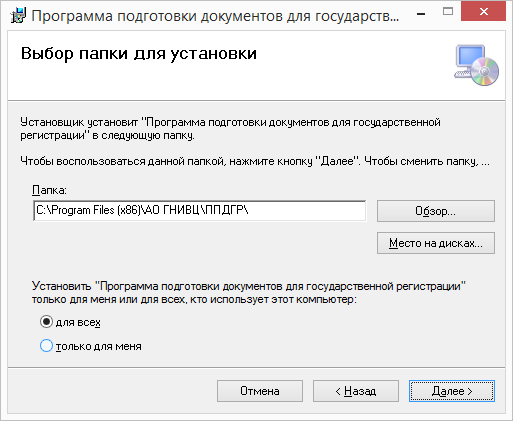 Программа подготовки документов для государств...
Выбор папки для установки
Установщик установит "Программа подготовки документов для государственной
регистрации" в следующую папку.
Чтобы воспользоваться данной папкой, нажмите кнопку "Далее". Чтобы сменить папку, ...
Папка:
C:\Program Files (x86)\АО ГНИВЦ\ППДГР\
Обзор...
Место на дисках...
Установить "Программа подготовки документов для государственной регистрации"
только для меня или для всех, кто использует этот компьютер:
для всех
только для меня
Отмена
< Назад
Далее >